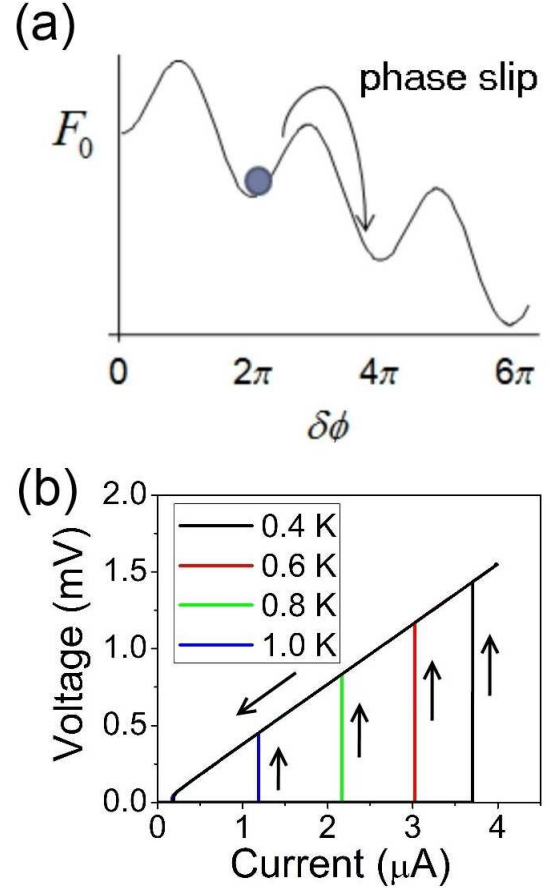 (a)
phase slip
F₀
0 2π 4π 6π
δϕ
(b)
2.0
1.5
1.0
0.5
0.0
Voltage (mV)
0.4 K
0.6 K
0.8 K
1.0 K
0 1 2 3 4
Current (μA)